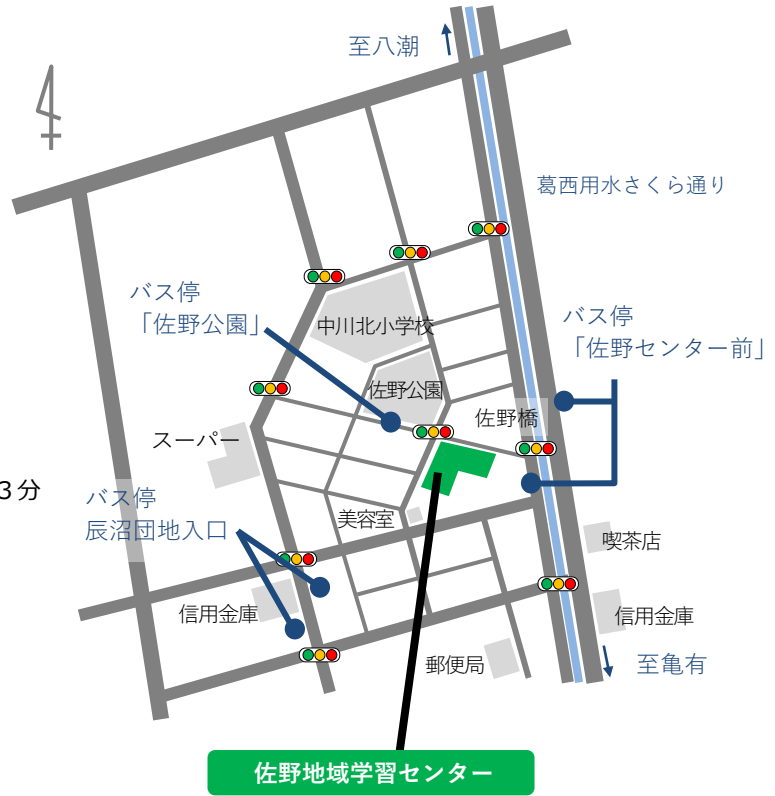 至八潮
葛西用水さくら通り
バス停
「佐野公園」
バス停
「佐野センター前」
中川北小学校
佐野公園
佐野橋
スーパー
3分
バス停
辰沼団地入口
美容室
喫茶店
信用金庫
信用金庫
郵便局
至亀有
佐野地域学習センター